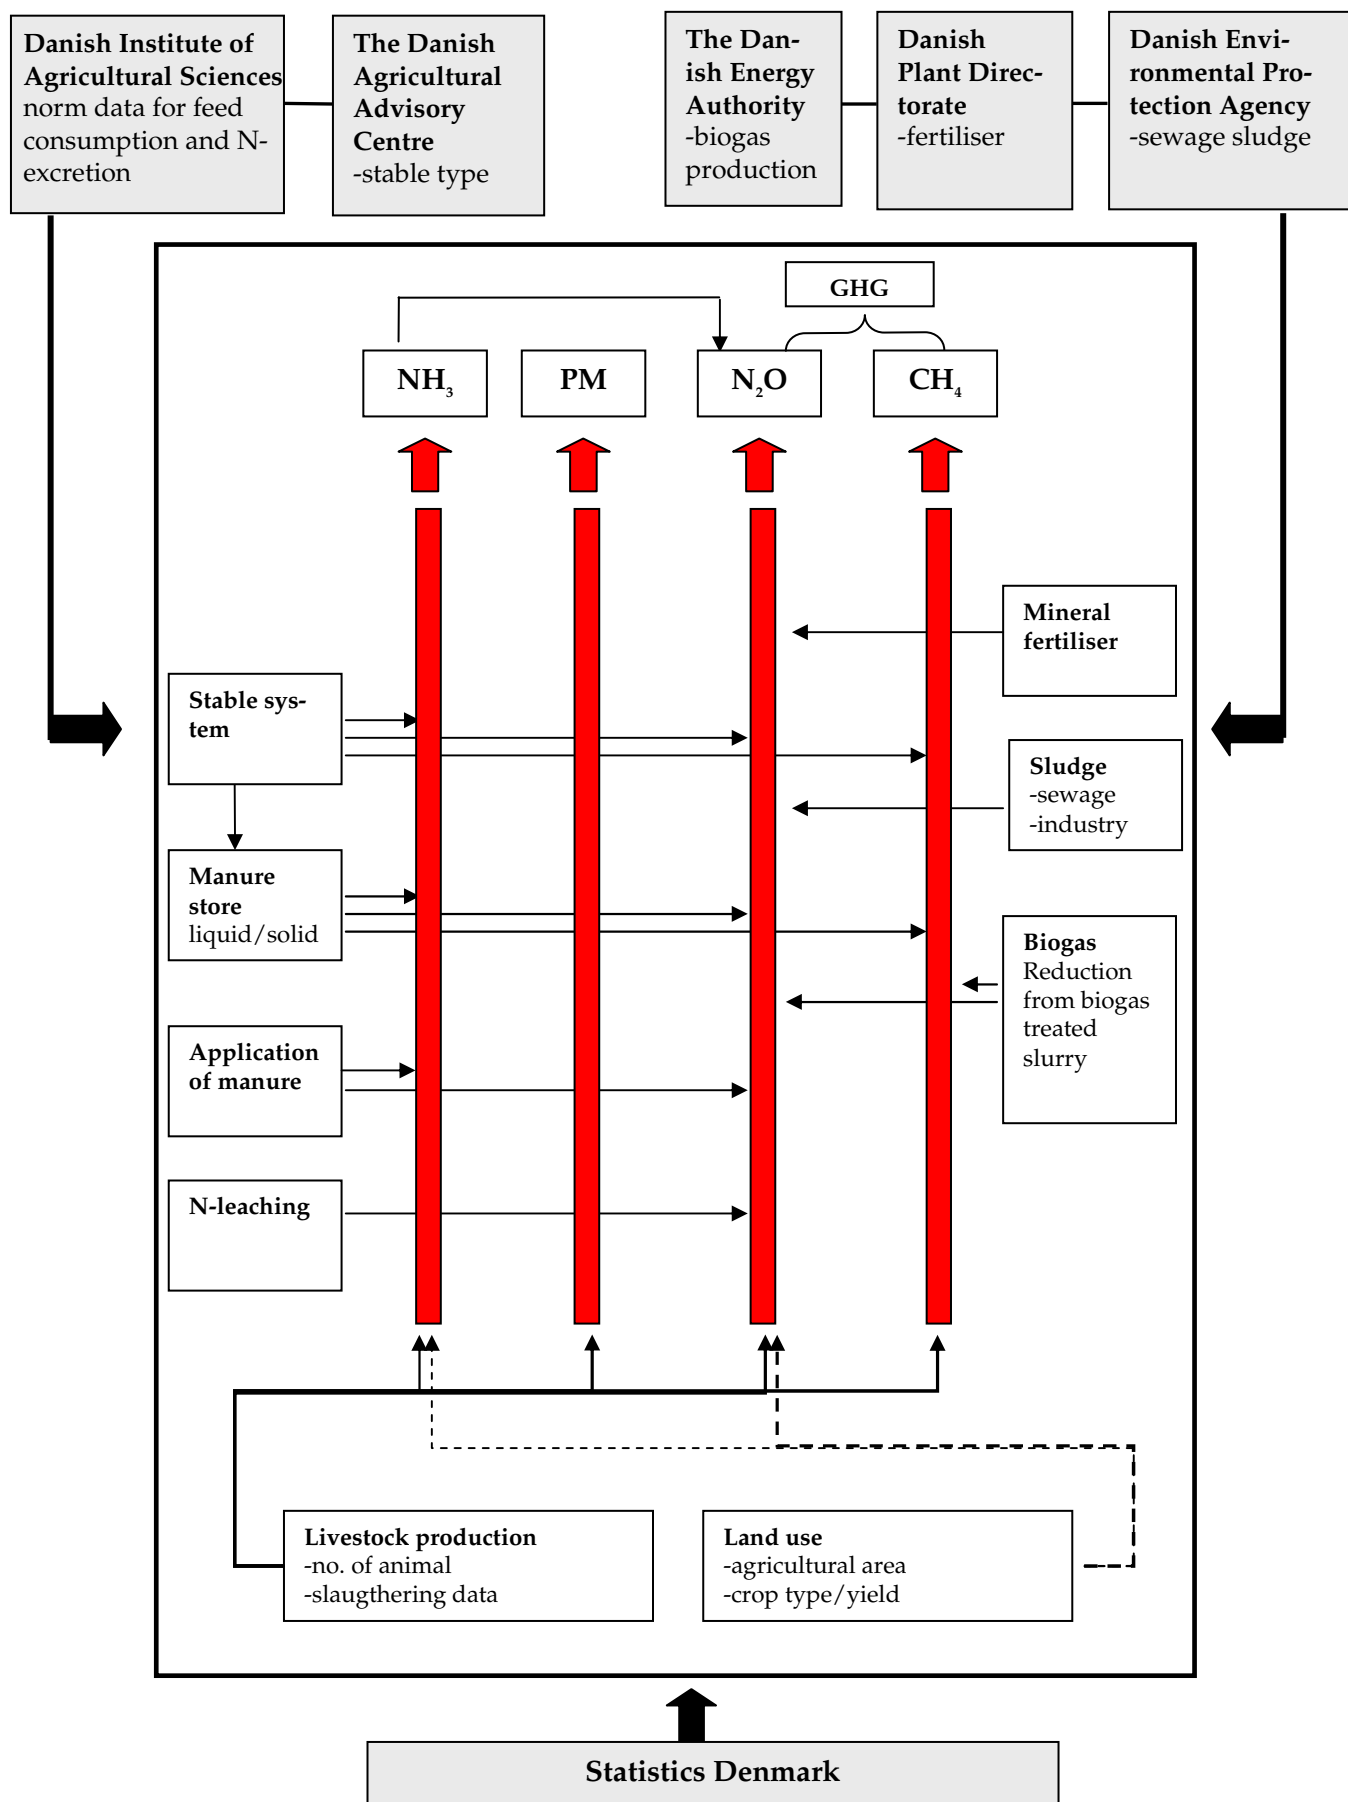 Danish Institute of
Agricultural Sciences
norm data for feed
consumption and N-
excretion
The Danish
Agricultural
Advisory
Centre
-stable type
The Dan-
ish Energy
Authority
-biogas
production
Danish
Plant Direc-
torate
-fertiliser
Danish Envi-
ronmental Pro-
tection Agency
-sewage sludge
GHG
NH₃
PM
N₂O
CH₄
Mineral
fertiliser
Stable sys-
tem
Sludge
-sewage
-industry
Manure
store
liquid/solid
Biogas
Reduction
from biogas
treated
slurry
Application
of manure
N-leaching
Livestock production
-no. of animal
-slaugthering data
Land use
-agricultural area
-crop type/yield
Statistics Denmark